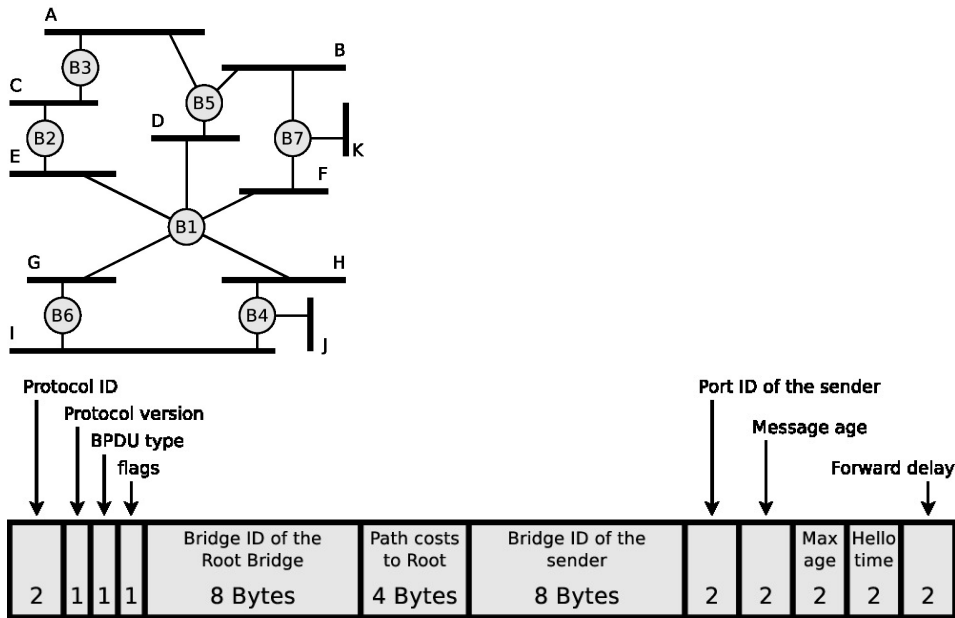 A
B
B3
C
B5
D
B2
B7
K
E
F
B1
G
H
B6
B4
I
J
Protocol ID
Port ID of the sender
Protocol version
Message age
BPDU type
flags
Forward delay
Bridge ID of the Root Bridge
Path costs to Root
Bridge ID of the sender
Max age
Hello time
2
1
1
1
8 Bytes
4 Bytes
8 Bytes
2
2
2
2
2